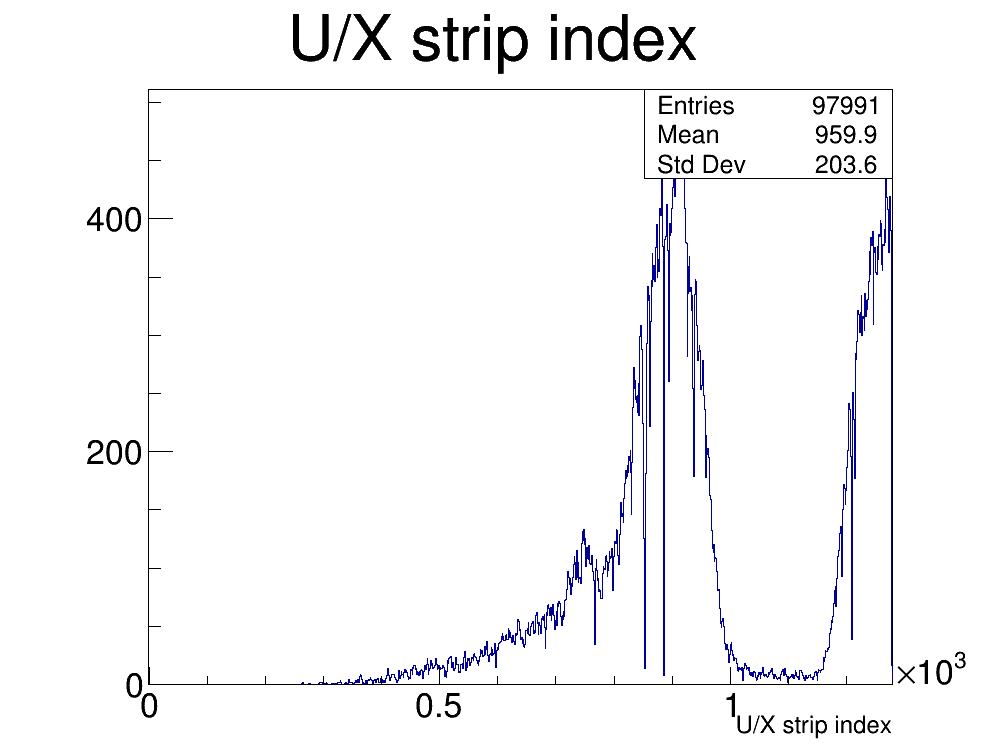 U/X strip index
Entries 97991
Mean 959.9
Std Dev 203.6
400
200
0
0 0.5 1
×10³
U/X strip index